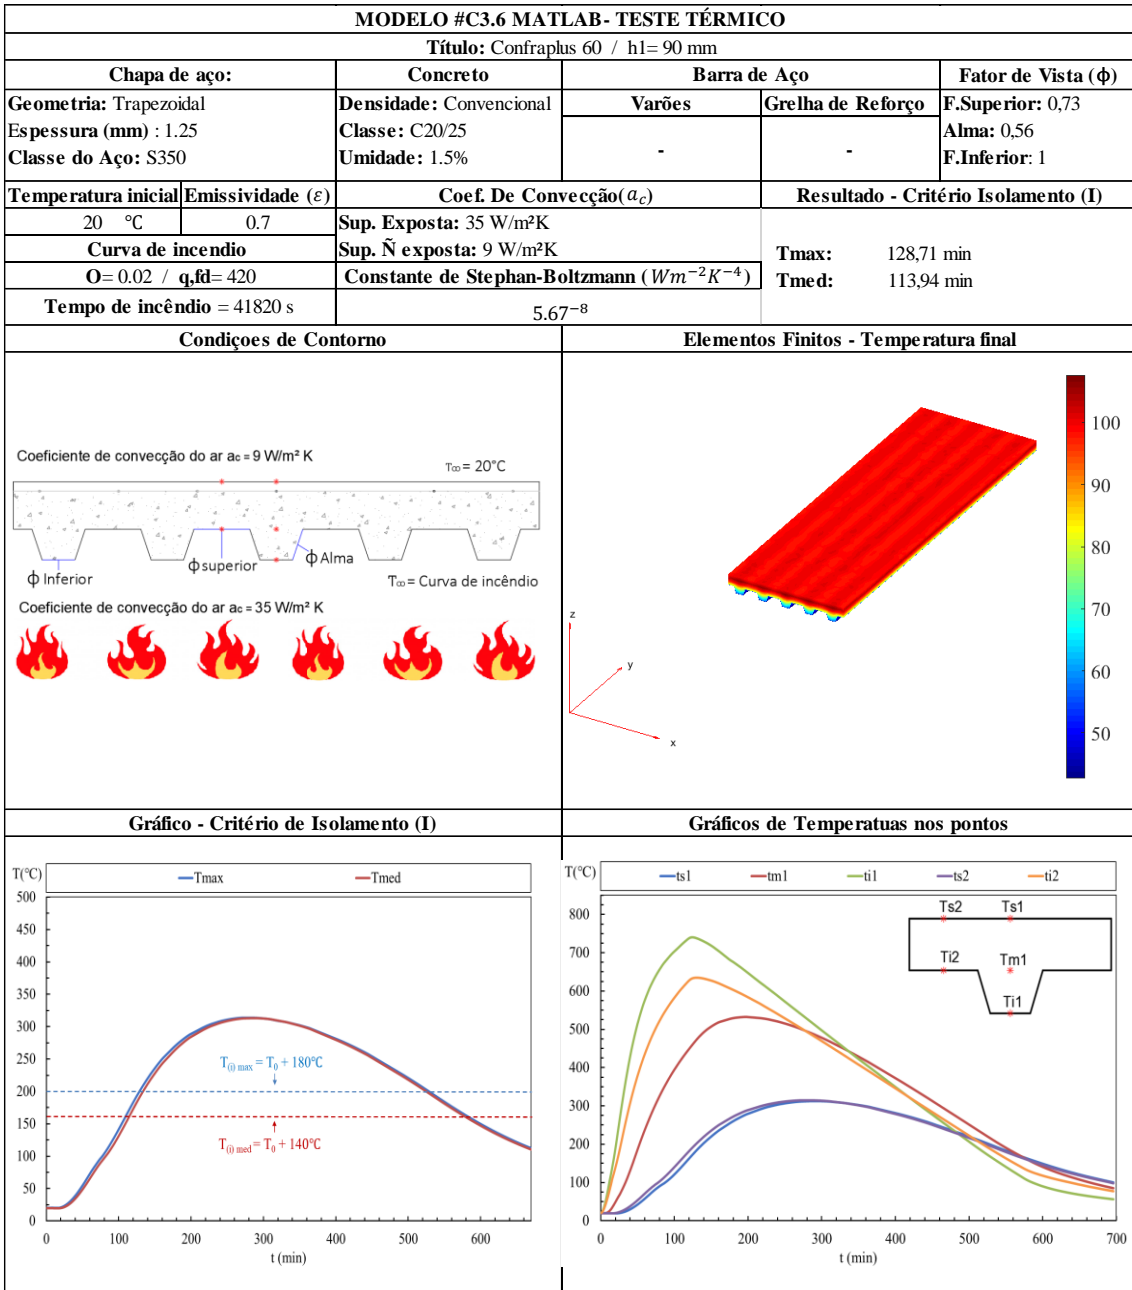 MODELO #C3.6 MATLAB- TESTE TÉRMICO
Título: Confraplus 60 / h1= 90 mm
Chapa de aço:
Concreto
Barra de Aço
Fator de Vista (ϕ)
Geometria: Trapezoidal
Espessura (mm) : 1.25
Classe do Aço: S350
Densidade: Convencional
Classe: C20/25
Umidade: 1.5%
Varões
Grelha de Reforço
-
-
F.Superior: 0,73
Alma: 0,56
F.Inferior: 1
Temperatura inicial
Emissividade (ε)
Coef. De Convecção(a_c)
Resultado - Critério Isolamento (I)
20 ℃
0.7
Sup. Exposta: 35 W/m²K
Sup. Ñ exposta: 9 W/m²K
Tmax: 128,71 min
Tmed: 113,94 min
Curva de incendio
O= 0.02 / q,fd= 420
Constante de Stephan-Boltzmann (Wm⁻²K⁻⁴)
Tempo de incêndio = 41820 s
5.67⁻⁸
Condiçoes de Contorno
Elementos Finitos - Temperatura final
Coeficiente de convecção do ar ac = 9 W/m² K
T∞ = 20°C
ϕ Inferior
ϕ superior
ϕ Alma
T∞ = Curva de incêndio
Coeficiente de convecção do ar ac = 35 W/m² K
z
y
x
100
90
80
70
60
50
Gráfico - Critério de Isolamento (I)
Gráficos de Temperatuas nos pontos
T(℃)
Tmax
Tmed
500
450
400
350
300
250
200
150
100
50
0
T(i) max = T0 + 180℃
T(i) med = T0 + 140℃
0
100
200
300
400
500
600
t (min)
T(℃)
ts1
tm1
ti1
ts2
ti2
800
700
600
500
400
300
200
100
0
Ts2
Ts1
Ti2
Tm1
Ti1
0
100
200
300
400
500
600
700
t (min)